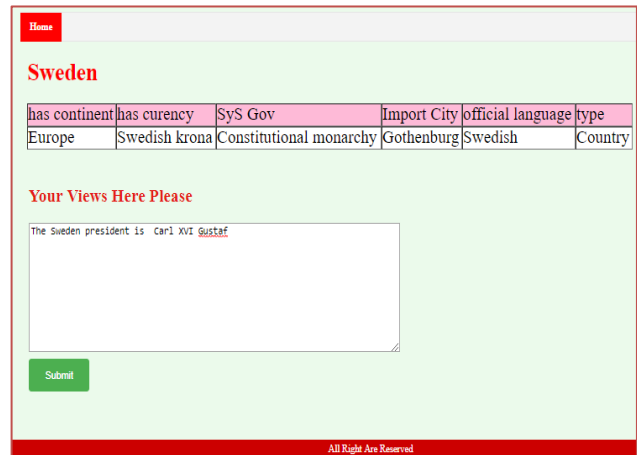 Home
Sweden
has continent has curency SyS Gov Import City official language type
Europe Swedish krona Constitutional monarchy Gothenburg Swedish Country
Your Views Here Please
The Sweden president is Carl XVI Gustaf
Submit
All Right Are Reserved